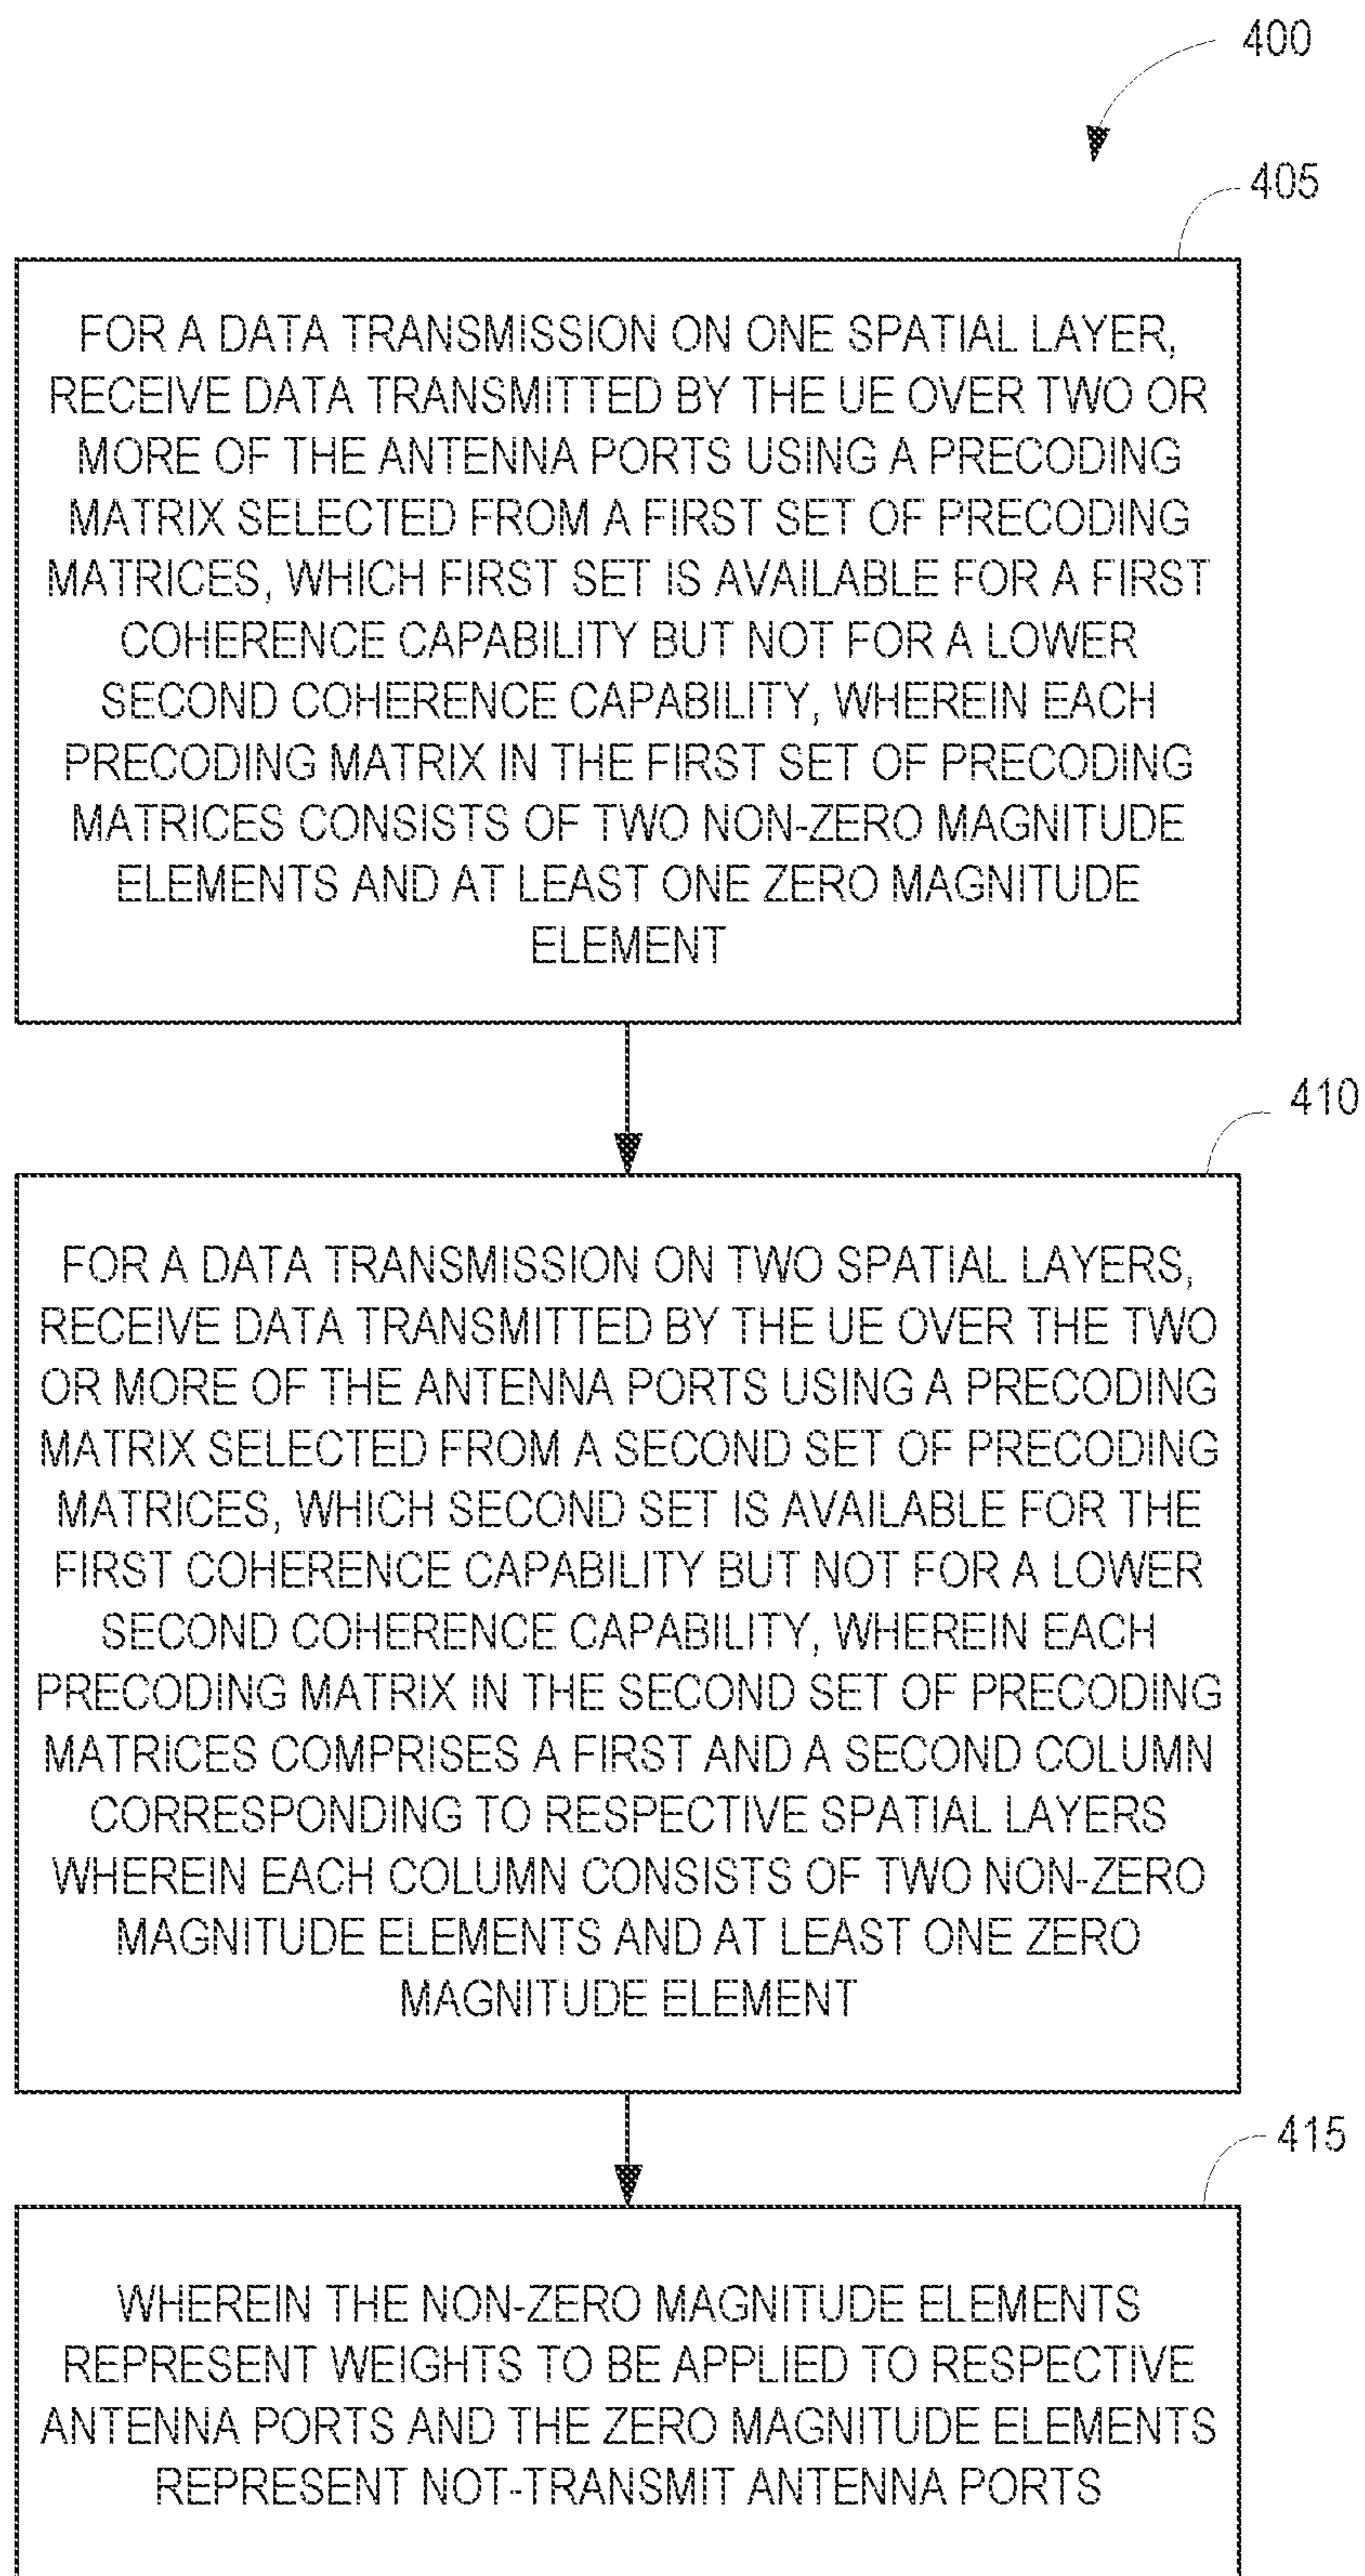 400
405
FOR A DATA TRANSMISSION ON ONE SPATIAL LAYER,
RECEIVE DATA TRANSMITTED BY THE UE OVER TWO OR
MORE OF THE ANTENNA PORTS USING A PRECODING
MATRIX SELECTED FROM A FIRST SET OF PRECODING
MATRICES, WHICH FIRST SET IS AVAILABLE FOR A FIRST
COHERENCE CAPABILITY BUT NOT FOR A LOWER
SECOND COHERENCE CAPABILITY, WHEREIN EACH
PRECODING MATRIX IN THE FIRST SET OF PRECODING
MATRICES CONSISTS OF TWO NON-ZERO MAGNITUDE
ELEMENTS AND AT LEAST ONE ZERO MAGNITUDE
ELEMENT
410
FOR A DATA TRANSMISSION ON TWO SPATIAL LAYERS,
RECEIVE DATA TRANSMITTED BY THE UE OVER THE TWO
OR MORE OF THE ANTENNA PORTS USING A PRECODING
MATRIX SELECTED FROM A SECOND SET OF PRECODING
MATRICES, WHICH SECOND SET IS AVAILABLE FOR THE
FIRST COHERENCE CAPABILITY BUT NOT FOR A LOWER
SECOND COHERENCE CAPABILITY, WHEREIN EACH
PRECODING MATRIX IN THE SECOND SET OF PRECODING
MATRICES COMPRISES A FIRST AND A SECOND COLUMN
CORRESPONDING TO RESPECTIVE SPATIAL LAYERS
WHEREIN EACH COLUMN CONSISTS OF TWO NON-ZERO
MAGNITUDE ELEMENTS AND AT LEAST ONE ZERO
MAGNITUDE ELEMENT
415
WHEREIN THE NON-ZERO MAGNITUDE ELEMENTS
REPRESENT WEIGHTS TO BE APPLIED TO RESPECTIVE
ANTENNA PORTS AND THE ZERO MAGNITUDE ELEMENTS
REPRESENT NOT-TRANSMIT ANTENNA PORTS